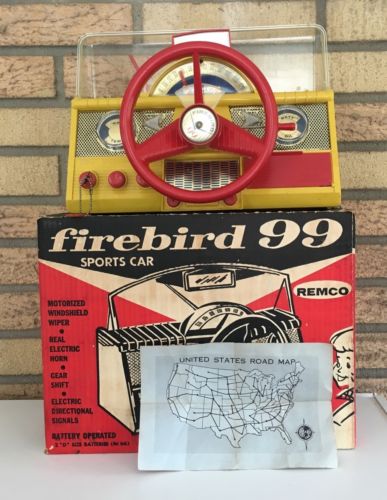 firebird 99
SPORTS CAR
REMCO
MOTORIZED
WINDSHIELD
WIPER
•
REAL
ELECTRIC
HORN
•
GEAR
SHIFT
•
ELECTRIC
DIRECTIONAL
SIGNALS
BATTERY OPERATED
UNITED STATES ROAD MAP